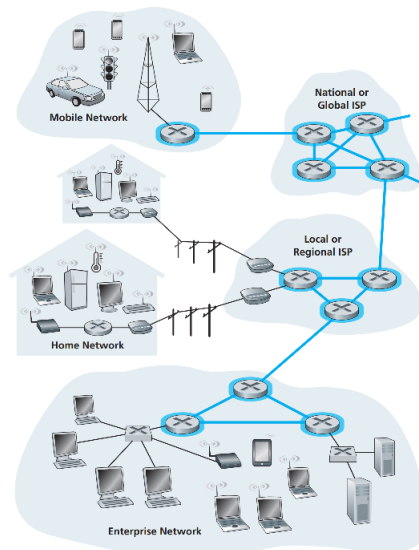 National or
Global ISP
Mobile Network
Local or
Regional ISP
Home Network
Enterprise Network